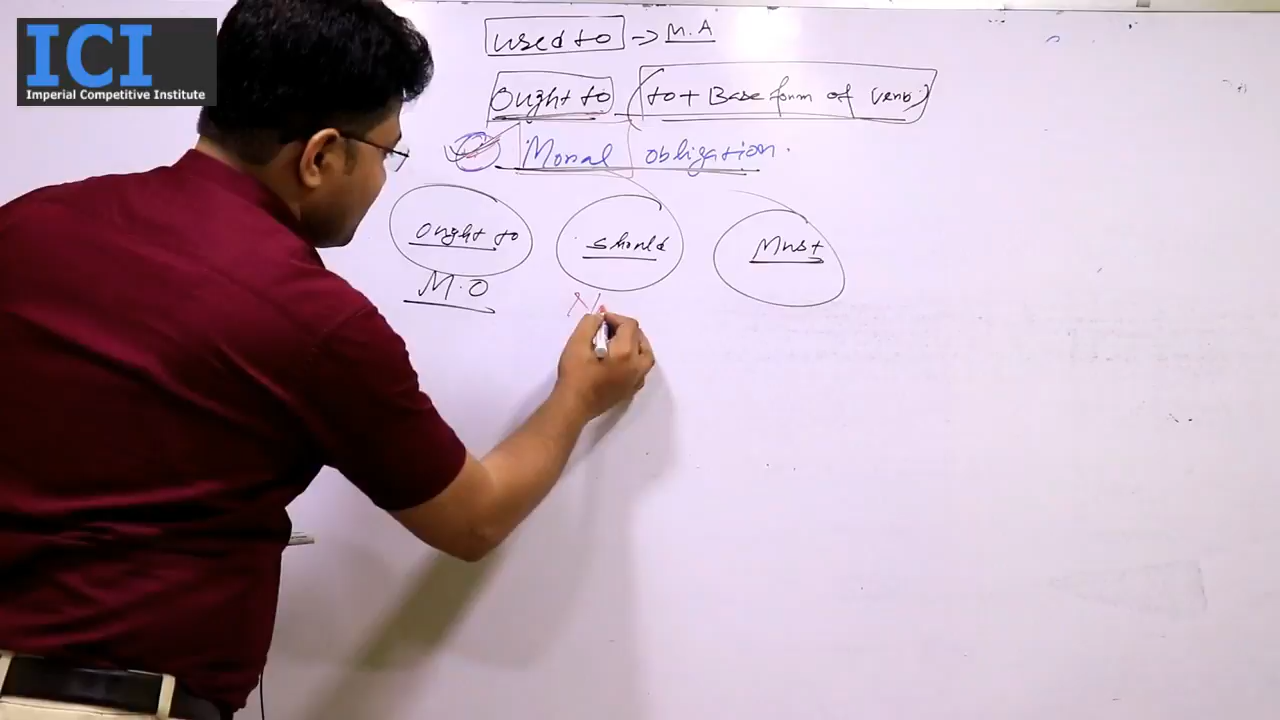 ICI
Imperial Competitive Institute
used to → M.A
Ought to (to + Base form of verb)
Moral obligation.
Ought to should Must
M.O